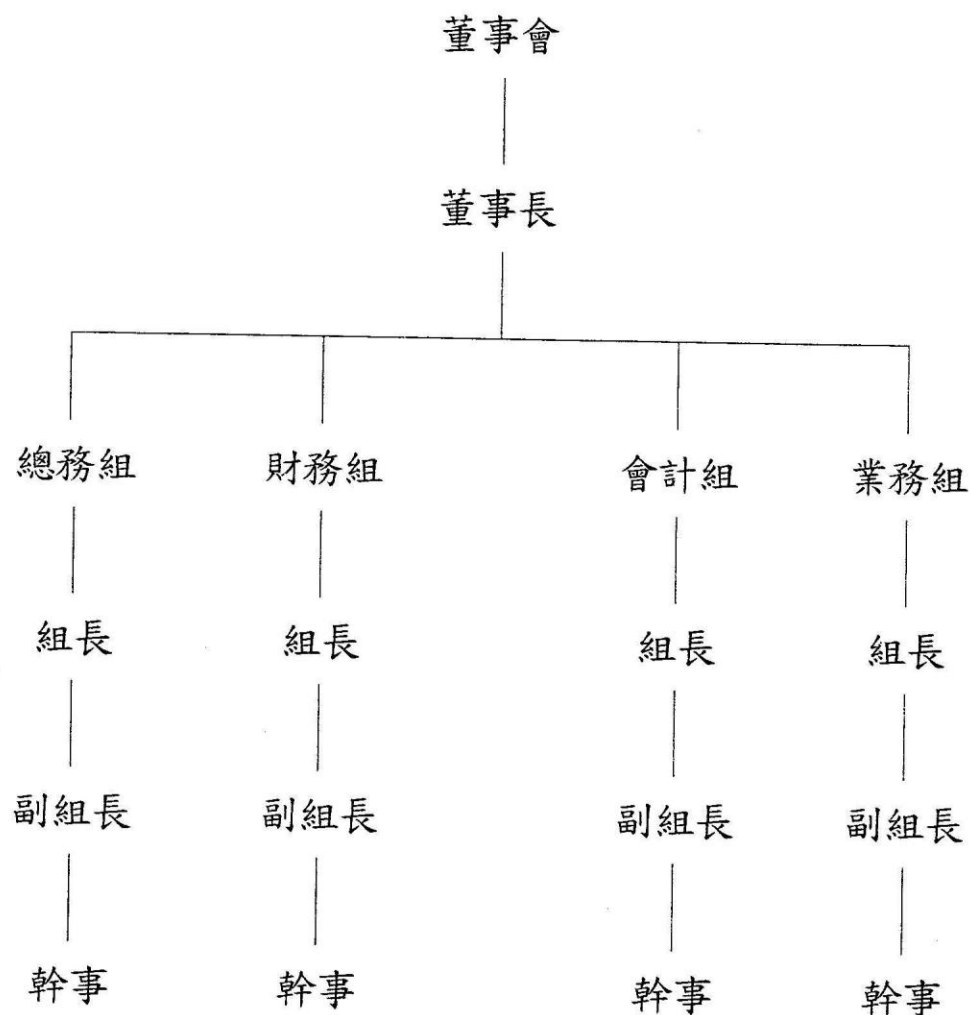 董事會
董事長
總務組 財務組 會計組 業務組
組長 組長 組長 組長
副組長 副組長 副組長 副組長
幹事 幹事 幹事 幹事